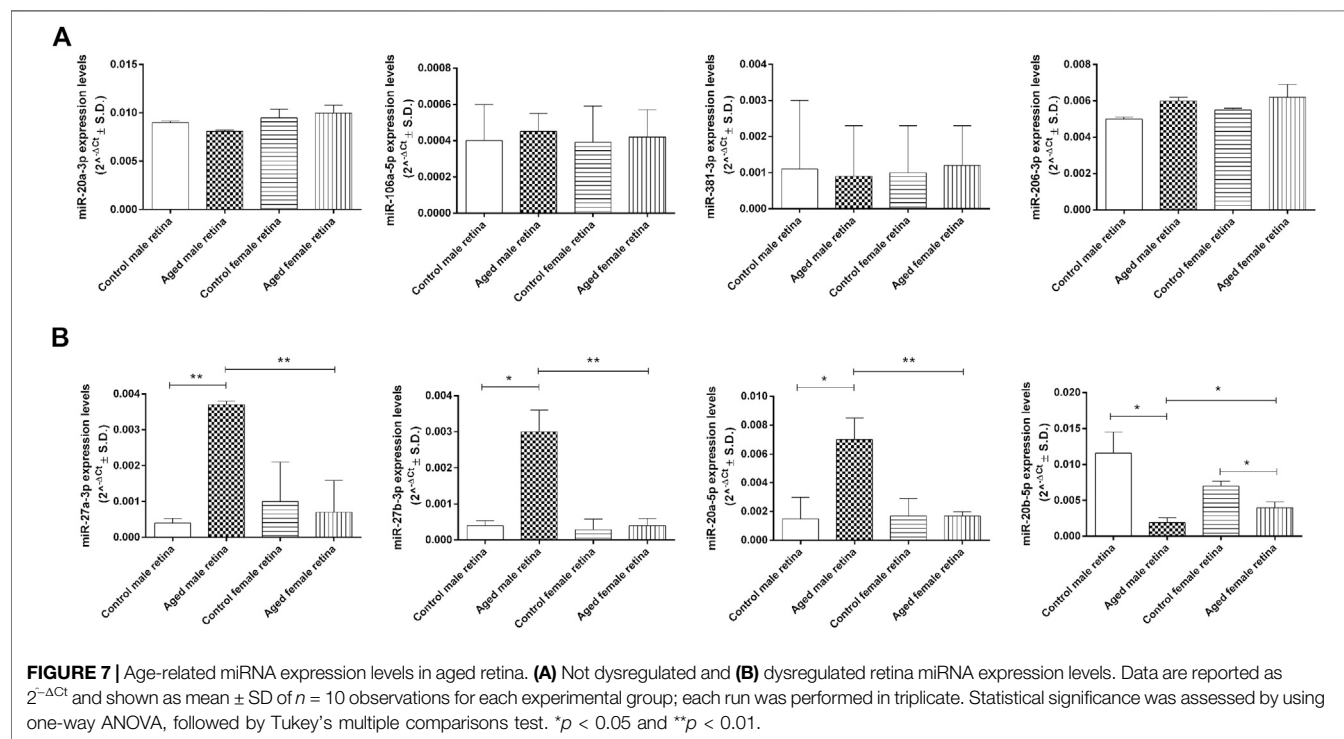 A
miR-20a-3p expression levels
(2^-ΔCt ± S.D.)
0.015
0.010
0.005
0.000
Control male retina
Aged male retina
Control female retina
Aged female retina
miR-106a-5p expression levels
(2^-ΔCt ± S.D.)
0.0008
0.0006
0.0004
0.0002
0.0000
Control male retina
Aged male retina
Control female retina
Aged female retina
miR-381-3p expression levels
(2^-ΔCt ± S.D.)
0.004
0.003
0.002
0.001
0.000
Control male retina
Aged male retina
Control female retina
Aged female retina
miR-206-3p expression levels
(2^-ΔCt ± S.D.)
0.008
0.006
0.004
0.002
0.000
Control male retina
Aged male retina
Control female retina
Aged female retina
B
miR-27a-3p expression levels
(2^-ΔCt ± S.D.)
0.004
0.003
0.002
0.001
0.000
**
**
Control male retina
Aged male retina
Control female retina
Aged female retina
miR-27b-3p expression levels
(2^-ΔCt ± S.D.)
0.004
0.003
0.002
0.001
0.000
*
**
Control male retina
Aged male retina
Control female retina
Aged female retina
miR-20a-5p expression levels
(2^-ΔCt ± S.D.)
0.010
0.008
0.006
0.004
0.002
0.000
*
**
Control male retina
Aged male retina
Control female retina
Aged female retina
miR-20b-5p expression levels
(2^-ΔCt ± S.D.)
0.020
0.015
0.010
0.005
0.000
*
*
*
Control male retina
Aged male retina
Control female retina
Aged female retina
FIGURE 7 | Age-related miRNA expression levels in aged retina. (A) Not dysregulated and (B) dysregulated retina miRNA expression levels. Data are reported as
2^−ΔCt and shown as mean ± SD of n = 10 observations for each experimental group; each run was performed in triplicate. Statistical significance was assessed by using
one-way ANOVA, followed by Tukey's multiple comparisons test. *p < 0.05 and **p < 0.01.